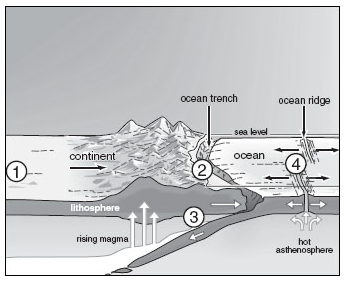 ocean trench
ocean ridge
sea level
continent
ocean
1
2
4
lithosphere
3
rising magma
hot
asthenosphere